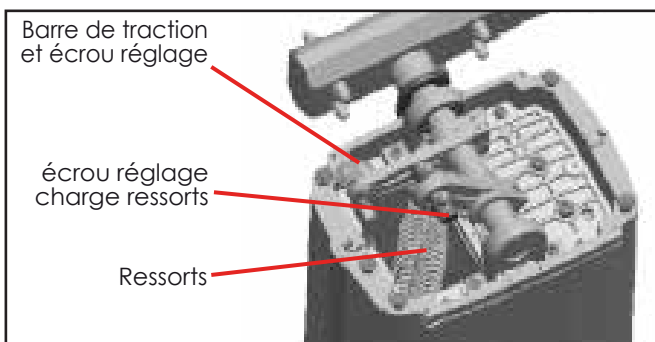 Barre de traction
et écrou réglage
écrou réglage
charge ressorts
Ressorts